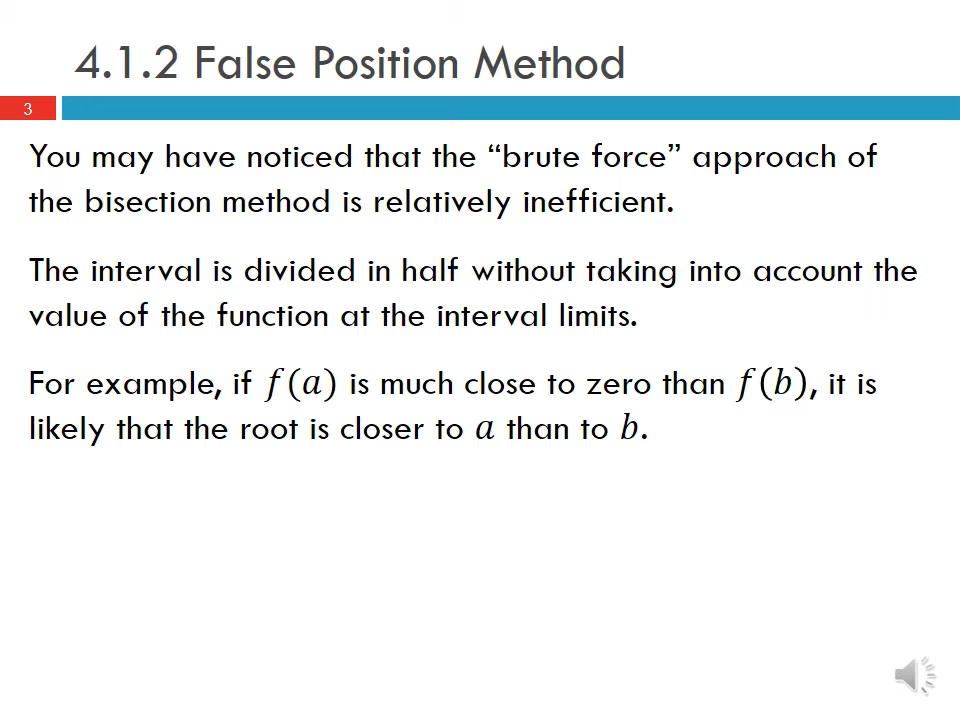 4.1.2 False Position Method
3
You may have noticed that the “brute force” approach of
the bisection method is relatively inefficient.
The interval is divided in half without taking into account the
value of the function at the interval limits.
For example, if f(a) is much close to zero than f(b), it is
likely that the root is closer to a than to b.